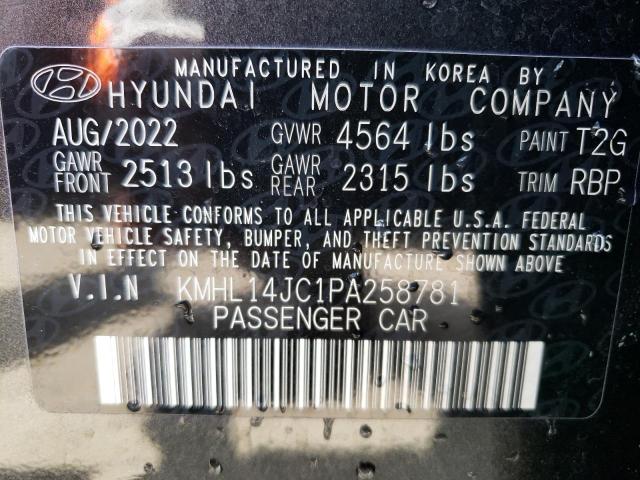 MANUFACTURED IN KOREA BY
HYUNDAI MOTOR COMPANY
AUG/2022 GVWR 4564 lbs PAINT T2G
GAWR FRONT 2513 lbs GAWR REAR 2315 lbs TRIM RBP
THIS VEHICLE CONFORMS TO ALL APPLICABLE U.S.A. FEDERAL
MOTOR VEHICLE SAFETY, BUMPER, AND THEFT PREVENTION STANDARDS
IN EFFECT ON THE DATE OF MANUFACTURE SHOWN ABOVE
V.I.N KMHL14JC1PA258781
PASSENGER CAR